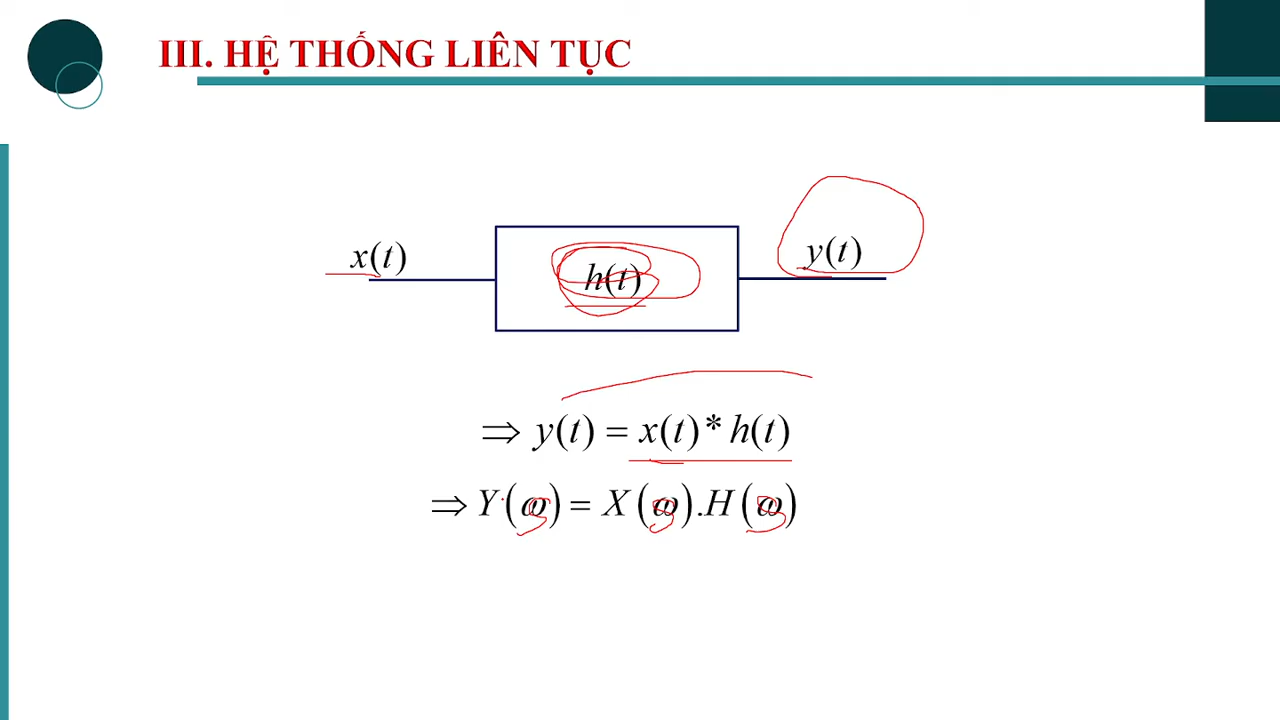 III. HỆ THỐNG LIÊN TỤC
x(t)
h(t)
y(t)
⇒ y(t) = x(t) * h(t)
⇒ Y(ω) = X(ω).H(ω)